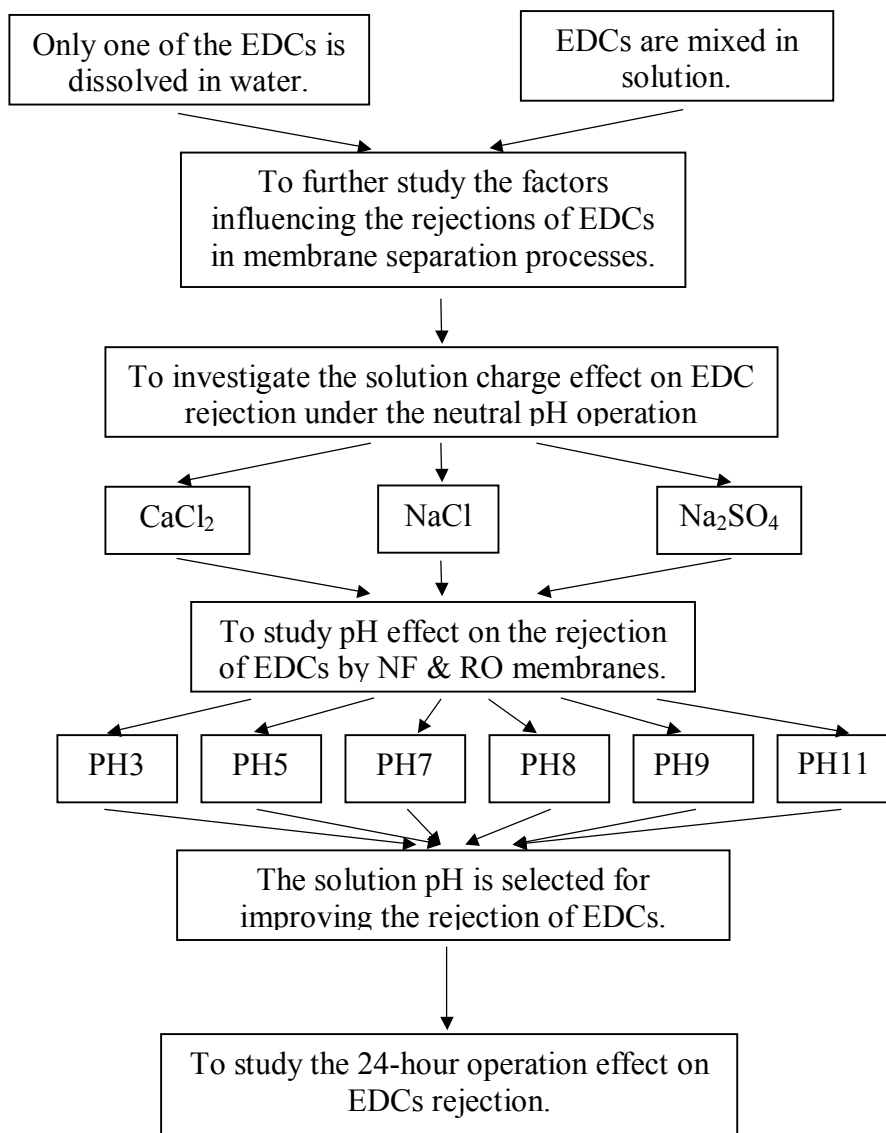 Only one of the EDCs is
dissolved in water.
EDCs are mixed in
solution.
To further study the factors
influencing the rejections of EDCs
in membrane separation processes.
To investigate the solution charge effect on EDC
rejection under the neutral pH operation
CaCl₂
NaCl
Na₂SO₄
To study pH effect on the rejection
of EDCs by NF & RO membranes.
PH3
PH5
PH7
PH8
PH9
PH11
The solution pH is selected for
improving the rejection of EDCs.
To study the 24-hour operation effect on
EDCs rejection.